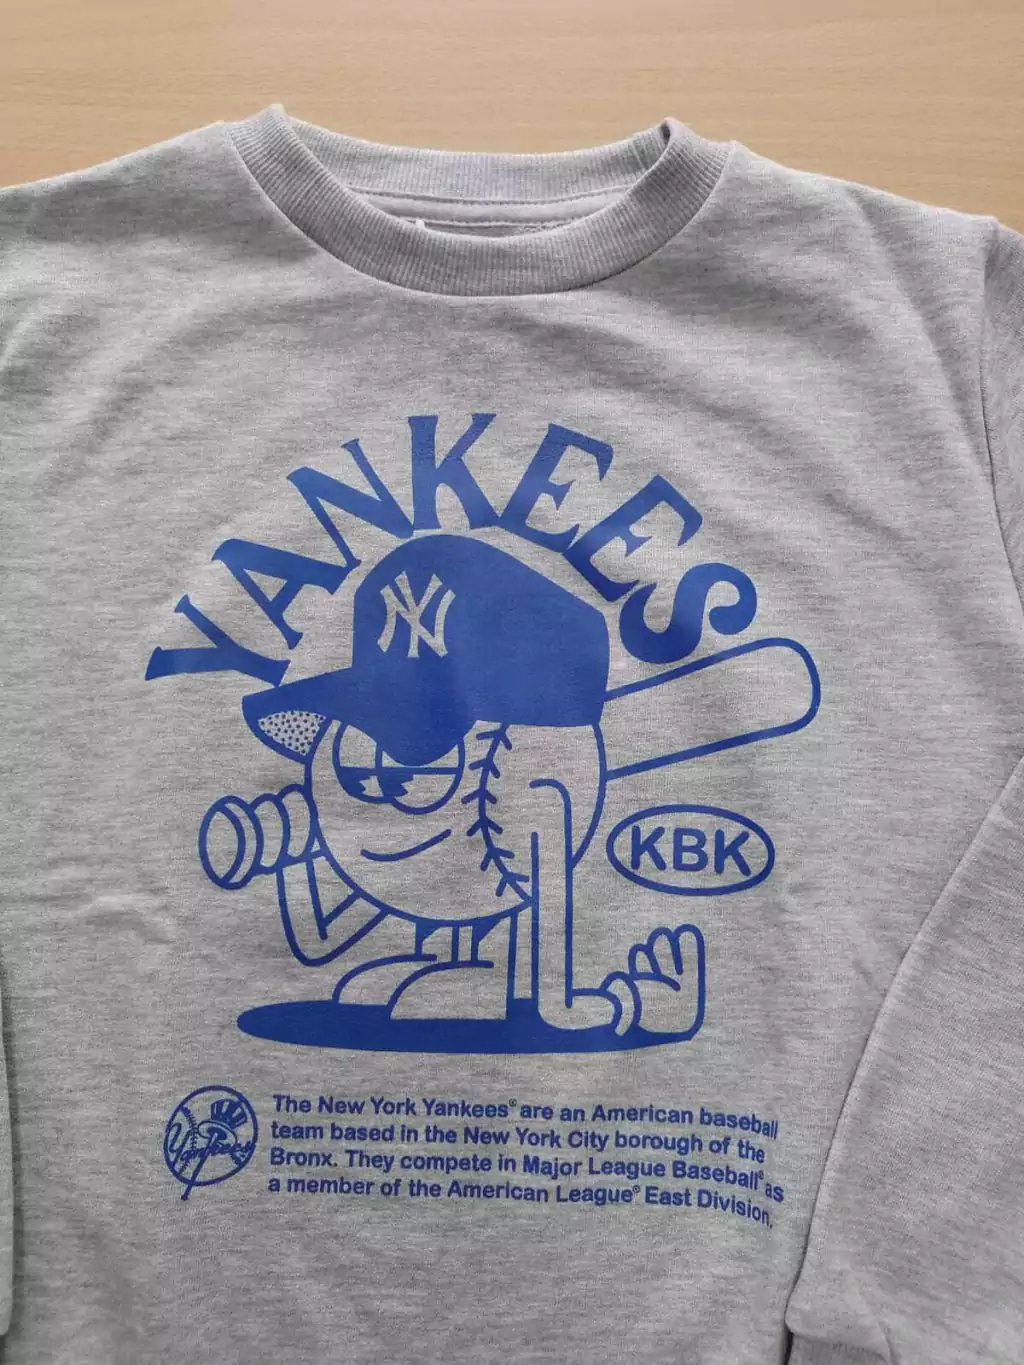 YANKEES
NY
KBK
Yankees
The New York Yankees® are an American baseball
team based in the New York City borough of the
Bronx. They compete in Major League Baseball® as
a member of the American League® East Division.